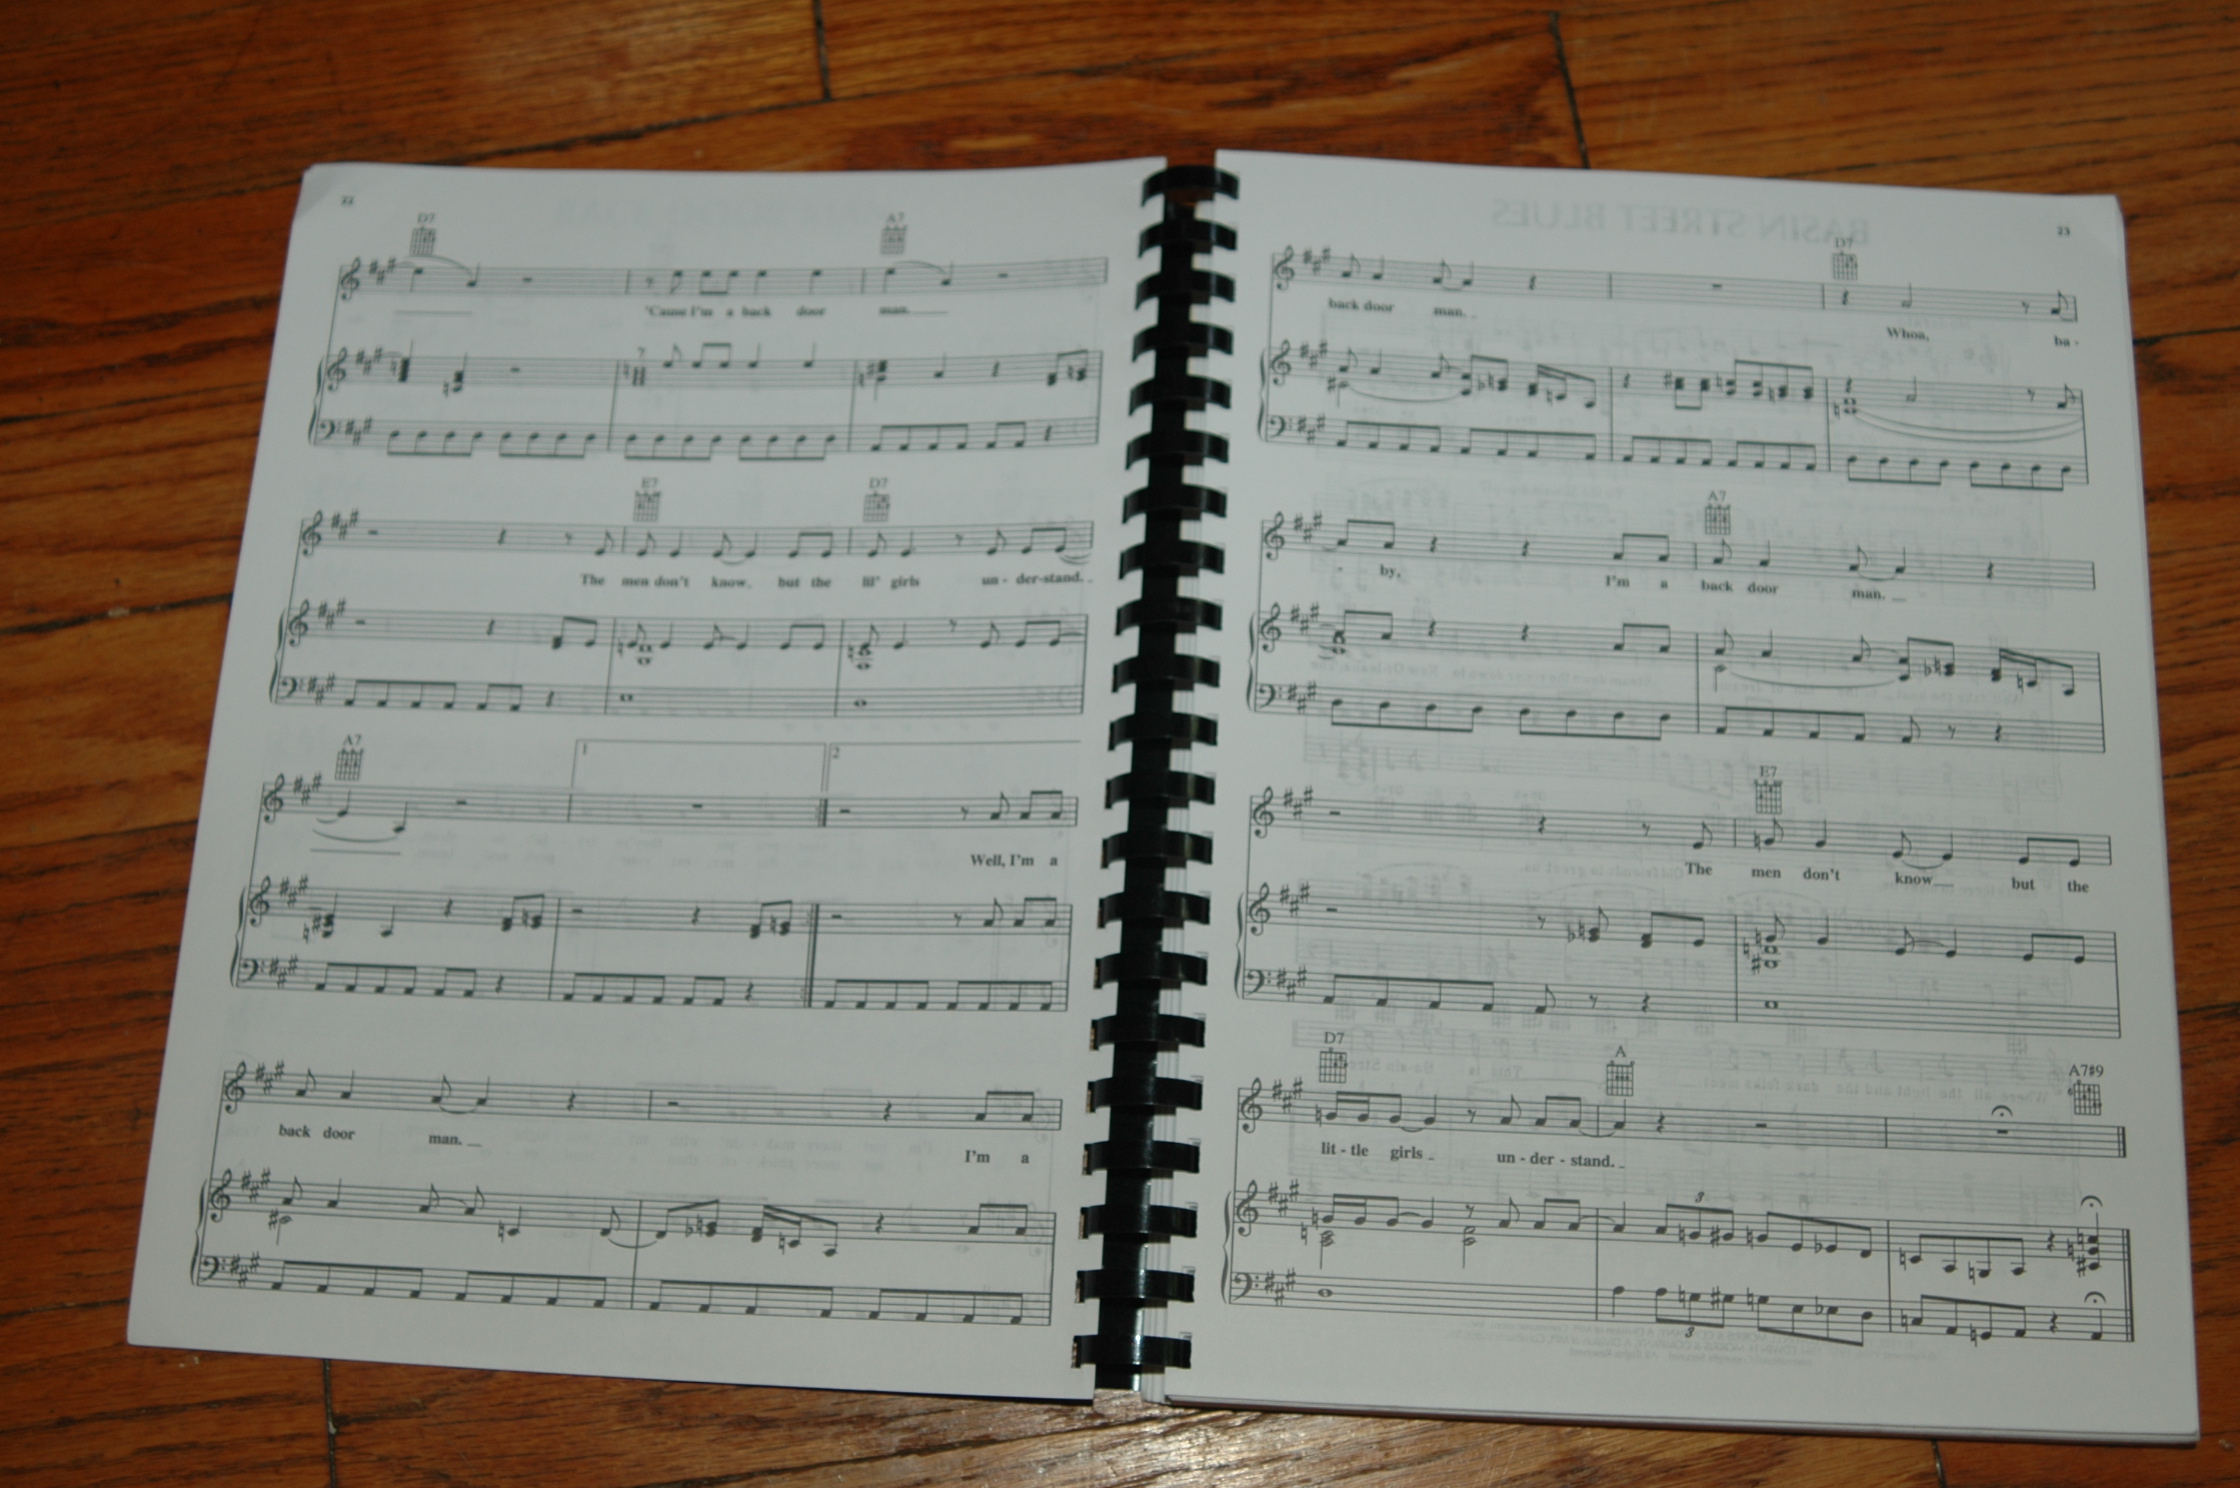 22
D7 A7
'Cause I'm a back door man.
E7 D7
The men don't know but the lil' girls un - der-stand.
A7
1 2
Well, I'm a
back door man.
I'm a
BASIN STREET BLUES
23
D7
back door man. Whoa, ba -
A7
- by, I'm a back door man.
E7
The men don't know but the
D7 A A7#9
lit - tle girls un - der - stand.
3
3